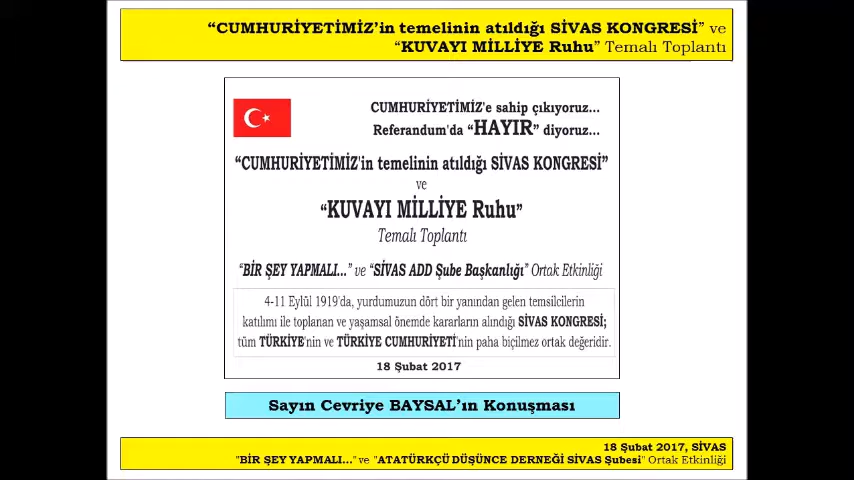 “CUMHURİYETİMİZ’in temelinin atıldığı SİVAS KONGRESİ” ve
“KUVAYI MİLLİYE Ruhu” Temalı Toplantı
CUMHURİYETİMİZ'e sahip çıkıyoruz...
Referandum'da “HAYIR” diyoruz...
“CUMHURİYETİMİZ'in temelinin atıldığı SİVAS KONGRESİ”
ve
“KUVAYI MİLLİYE Ruhu”
Temalı Toplantı
“BİR ŞEY YAPMALI...” ve “SİVAS ADD Şube Başkanlığı” Ortak Etkinliği
4-11 Eylül 1919'da, yurdumuzun dört bir yanından gelen temsilcilerin
katılımı ile toplanan ve yaşamsal önemde kararların alındığı SİVAS KONGRESİ;
tüm TÜRKİYE'nin ve TÜRKİYE CUMHURİYETİ'nin paha biçilmez ortak değeridir.
18 Şubat 2017
Sayın Cevriye BAYSAL’ın Konuşması
18 Şubat 2017, SİVAS
"BİR ŞEY YAPMALI..." ve "ATATÜRKÇÜ DÜŞÜNCE DERNEĞİ SİVAS Şubesi" Ortak Etkinliği